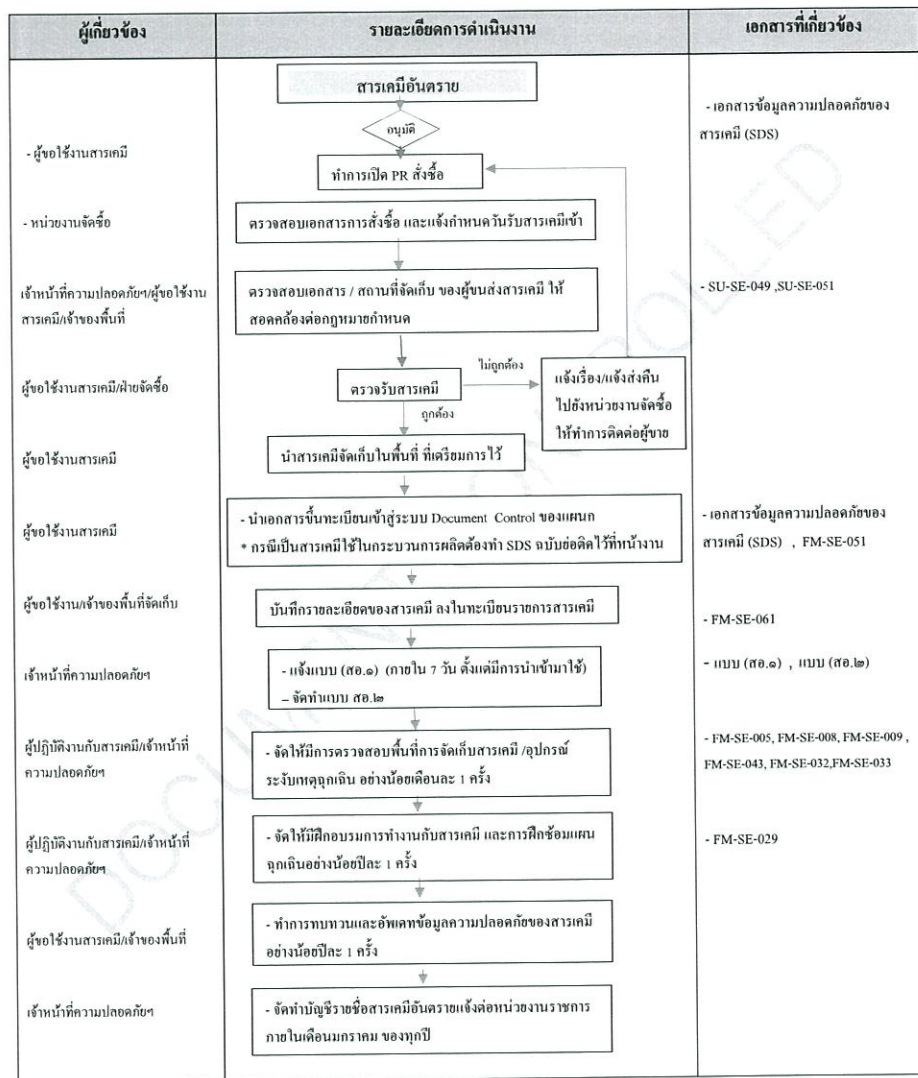 ผู้เกี่ยวข้อง
รายละเอียดการดำเนินงาน
เอกสารที่เกี่ยวข้อง
สารเคมีอันตราย
- เอกสารข้อมูลความปลอดภัยของ
สารเคมี (SDS)
อนุมัติ
- ผู้ขอใช้งานสารเคมี
ทำการเปิด PR สั่งซื้อ
- หน่วยงานจัดซื้อ
ตรวจสอบเอกสารการสั่งซื้อ และแจ้งกำหนดวันรับสารเคมีเข้า
เจ้าหน้าที่ความปลอดภัยฯ/ผู้ขอใช้งาน
สารเคมี/เจ้าของพื้นที่
ตรวจสอบเอกสาร / สถานที่จัดเก็บ ของผู้ขนส่งสารเคมี ให้
สอดคล้องต่อกฎหมายกำหนด
- SU-SE-049 ,SU-SE-051
ผู้ขอใช้งานสารเคมี/ฝ่ายจัดซื้อ
ตรวจรับสารเคมี
ไม่ถูกต้อง
แจ้งเรื่อง/แจ้งส่งคืน
ไปยังหน่วยงานจัดซื้อ
ให้ทำการติดต่อผู้ขาย
ถูกต้อง
ผู้ขอใช้งานสารเคมี
นำสารเคมีจัดเก็บในพื้นที่ ที่เตรียมการไว้
ผู้ขอใช้งานสารเคมี
- นำเอกสารขึ้นทะเบียนเข้าสู่ระบบ Document Control ของแผนก
* กรณีเป็นสารเคมีใช้ในกระบวนการผลิตต้องทำ SDS ฉบับย่อติดไว้ที่หน้างาน
- เอกสารข้อมูลความปลอดภัยของ
สารเคมี (SDS) , FM-SE-051
ผู้ขอใช้งาน/เจ้าของพื้นที่จัดเก็บ
บันทึกรายละเอียดของสารเคมี ลงในทะเบียนรายการสารเคมี
- FM-SE-061
เจ้าหน้าที่ความปลอดภัยฯ
- แจ้งแบบ (สอ.๑) (ภายใน 7 วัน ตั้งแต่มีการนำเข้ามาใช้)
– จัดทำแบบ สอ.๒
- แบบ (สอ.๑) , แบบ (สอ.๒)
ผู้ปฏิบัติงานกับสารเคมี/เจ้าหน้าที่
ความปลอดภัยฯ
- จัดให้มีการตรวจสอบพื้นที่การจัดเก็บสารเคมี /อุปกรณ์
ระงับเหตุฉุกเฉิน อย่างน้อยเดือนละ 1 ครั้ง
- FM-SE-005, FM-SE-008, FM-SE-009 ,
FM-SE-043, FM-SE-032,FM-SE-033
ผู้ปฏิบัติงานกับสารเคมี/เจ้าหน้าที่
ความปลอดภัยฯ
- จัดให้มีฝึกอบรมการทำงานกับสารเคมี และการฝึกซ้อมแผน
ฉุกเฉินอย่างน้อยปีละ 1 ครั้ง
- FM-SE-029
ผู้ขอใช้งานสารเคมี/เจ้าของพื้นที่
- ทำการทบทวนและอัพเดทข้อมูลความปลอดภัยของสารเคมี
อย่างน้อยปีละ 1 ครั้ง
เจ้าหน้าที่ความปลอดภัยฯ
- จัดทำบัญชีรายชื่อสารเคมีอันตรายแจ้งต่อหน่วยงานราชการ
ภายในเดือนมกราคม ของทุกปี
DOCUMENT CONTROLLED